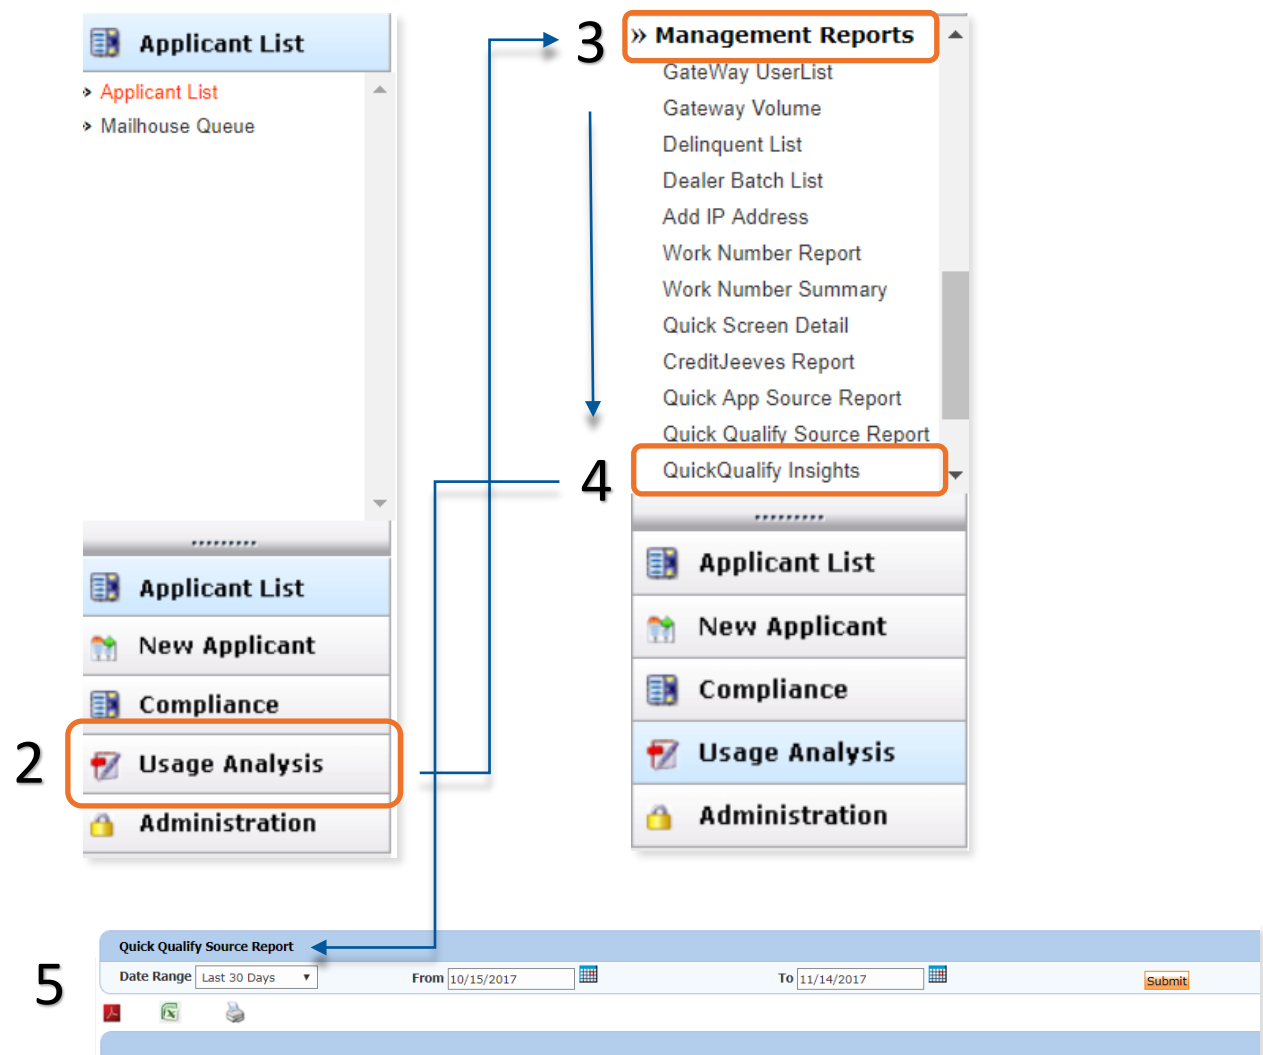 Applicant List
Applicant List
Mailhouse Queue
Applicant List
New Applicant
Compliance
2
Usage Analysis
Administration
3
» Management Reports
GateWay UserList
Gateway Volume
Delinquent List
Dealer Batch List
Add IP Address
Work Number Report
Work Number Summary
Quick Screen Detail
CreditJeeves Report
Quick App Source Report
Quick Qualify Source Report
4
QuickQualify Insights
Applicant List
New Applicant
Compliance
Usage Analysis
Administration
5
Quick Qualify Source Report
Date Range Last 30 Days From 10/15/2017 To 11/14/2017 Submit